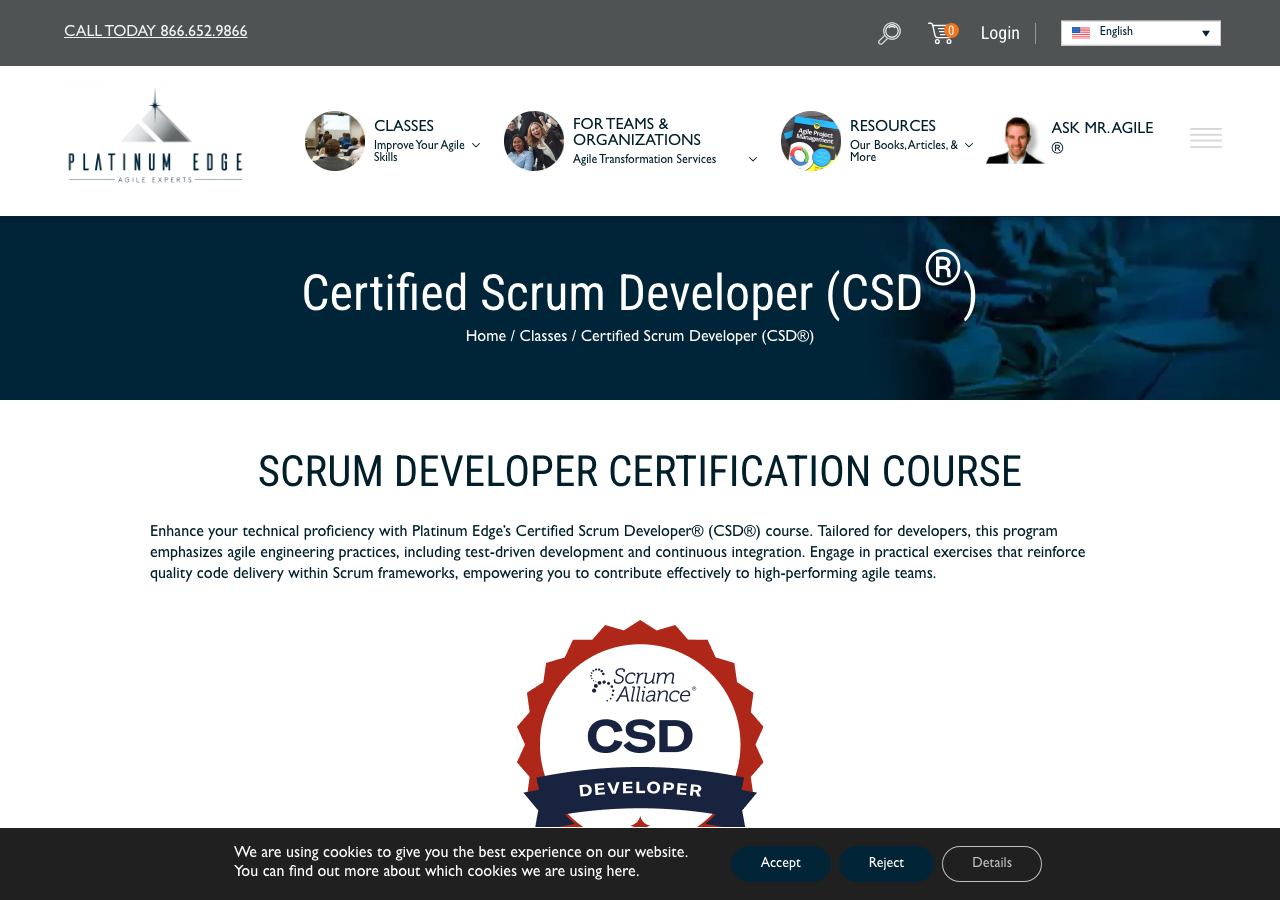 CALL TODAY 866.652.9866
0
Login
English
PLATINUM EDGE
AGILE EXPERTS
CLASSES
Improve Your Agile
Skills
FOR TEAMS &
ORGANIZATIONS
Agile Transformation Services
Agile Project
Management
RESOURCES
Our Books, Articles, &
More
ASK MR. AGILE
®
Certified Scrum Developer (CSD®)
Home / Classes / Certified Scrum Developer (CSD®)
SCRUM DEVELOPER CERTIFICATION COURSE
Enhance your technical proficiency with Platinum Edge's Certified Scrum Developer® (CSD®) course. Tailored for developers, this program
emphasizes agile engineering practices, including test-driven development and continuous integration. Engage in practical exercises that reinforce
quality code delivery within Scrum frameworks, empowering you to contribute effectively to high-performing agile teams.
Scrum
Alliance®
CSD
DEVELOPER
We are using cookies to give you the best experience on our website.
You can find out more about which cookies we are using here.
Accept
Reject
Details